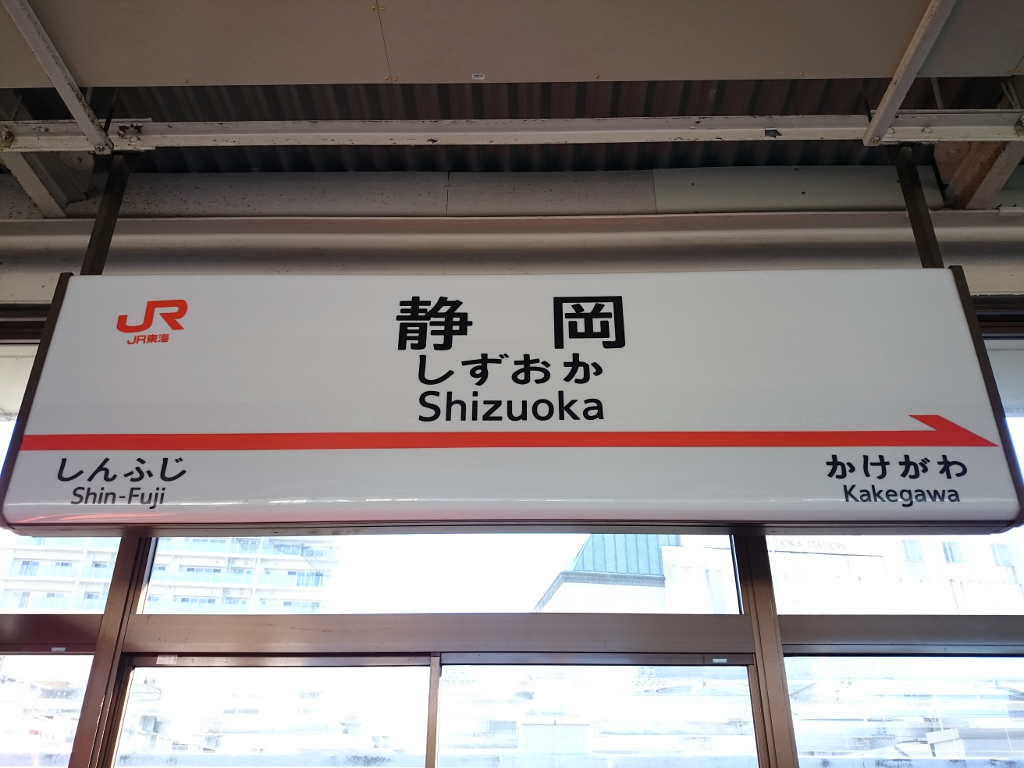 JR
JR東海
静岡
しずおか
Shizuoka
しんふじ
Shin-Fuji
かけがわ
Kakegawa
STATION